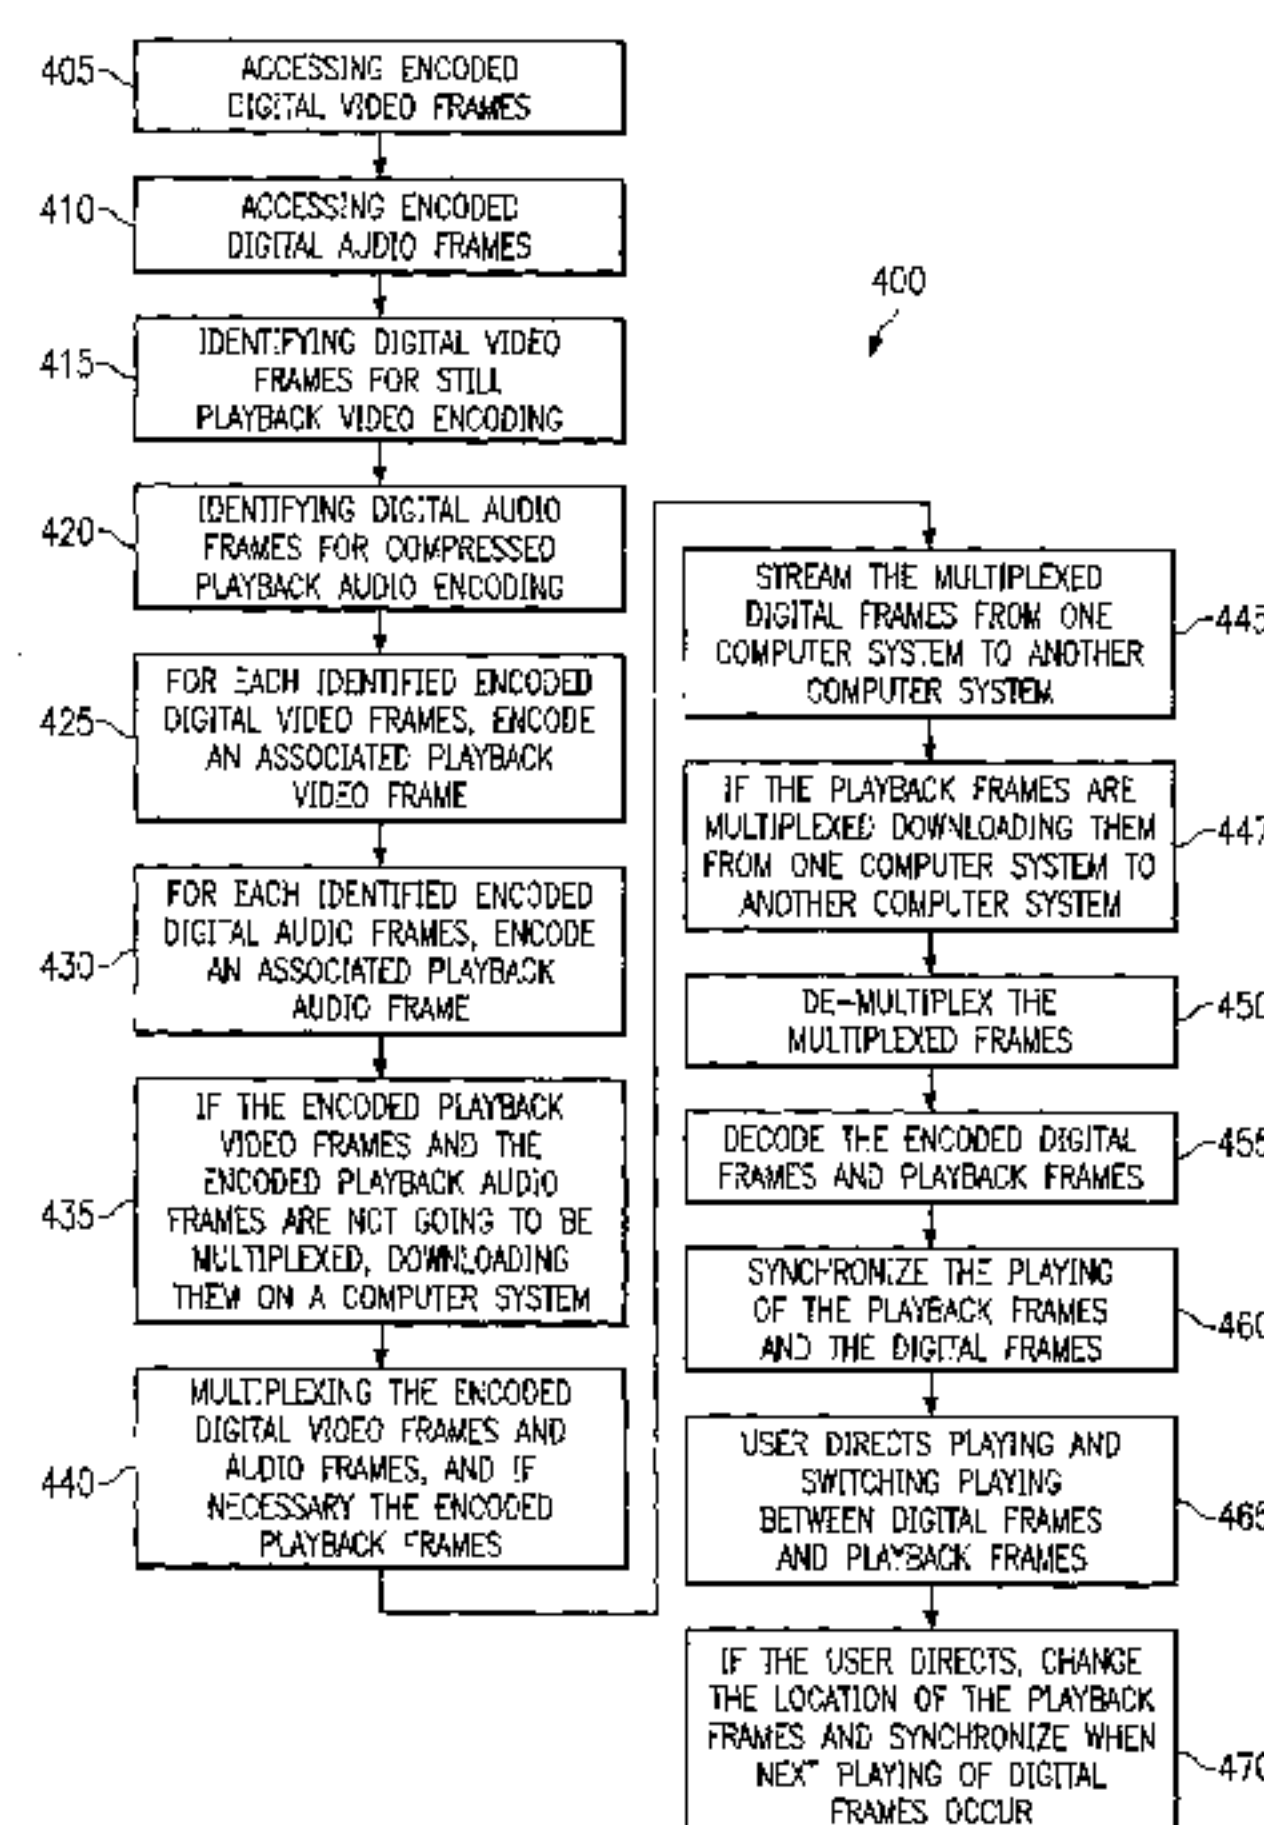 405
ACCESSING ENCODED
DIGITAL VIDEO FRAMES
410
ACCESSING ENCODED
DIGITAL AUDIO FRAMES
415
IDENTIFYING DIGITAL VIDEO
FRAMES FOR STILL
PLAYBACK VIDEO ENCODING
420
IDENTIFYING DIGITAL AUDIO
FRAMES FOR COMPRESSED
PLAYBACK AUDIO ENCODING
425
FOR EACH IDENTIFIED ENCODED
DIGITAL VIDEO FRAMES, ENCODE
AN ASSOCIATED PLAYBACK
VIDEO FRAME
430
FOR EACH IDENTIFIED ENCODED
DIGITAL AUDIO FRAMES, ENCODE
AN ASSOCIATED PLAYBACK
AUDIO FRAME
435
IF THE ENCODED PLAYBACK
VIDEO FRAMES AND THE
ENCODED PLAYBACK AUDIO
FRAMES ARE NOT GOING TO BE
MULTIPLEXED, DOWNLOADING
THEM ON A COMPUTER SYSTEM
440
MULTIPLEXING THE ENCODED
DIGITAL VIDEO FRAMES AND
AUDIO FRAMES, AND IF
NECESSARY THE ENCODED
PLAYBACK FRAMES
400
STREAM THE MULTIPLEXED
DIGITAL FRAMES FROM ONE
COMPUTER SYSTEM TO ANOTHER
COMPUTER SYSTEM
445
IF THE PLAYBACK FRAMES ARE
MULTIPLEXED DOWNLOADING THEM
FROM ONE COMPUTER SYSTEM TO
ANOTHER COMPUTER SYSTEM
447
DE-MULTIPLEX THE
MULTIPLEXED FRAMES
450
DECODE THE ENCODED DIGITAL
FRAMES AND PLAYBACK FRAMES
455
SYNCHRONIZE THE PLAYING
OF THE PLAYBACK FRAMES
AND THE DIGITAL FRAMES
460
USER DIRECTS PLAYING AND
SWITCHING PLAYING
BETWEEN DIGITAL FRAMES
AND PLAYBACK FRAMES
465
IF THE USER DIRECTS, CHANGE
THE LOCATION OF THE PLAYBACK
FRAMES AND SYNCHRONIZE WHEN
NEXT PLAYING OF DIGITAL
FRAMES OCCUR
470